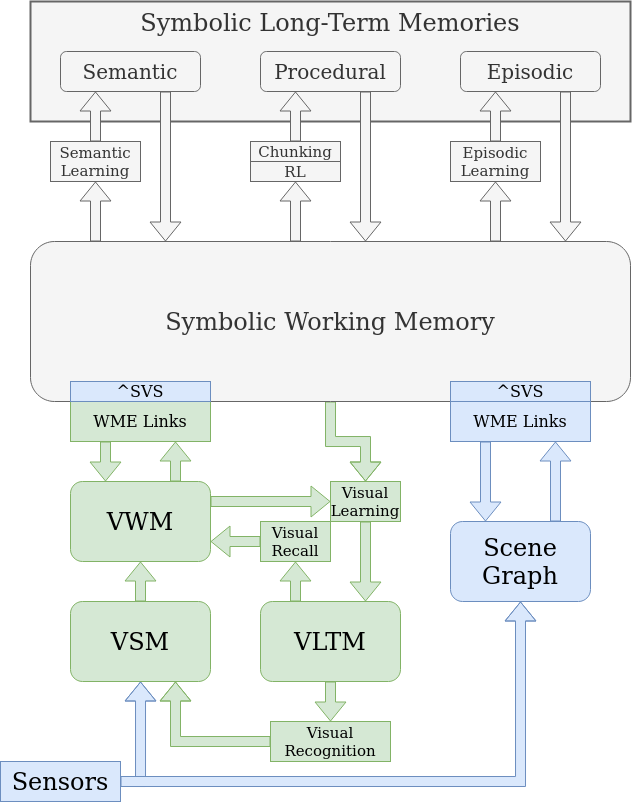 Symbolic Long-Term Memories
Semantic
Procedural
Episodic
Semantic
Learning
Chunking
RL
Episodic
Learning
Symbolic Working Memory
^SVS
^SVS
WME Links
WME Links
VWM
Visual
Learning
Visual
Recall
Scene
Graph
VSM
VLTM
Visual
Recognition
Sensors